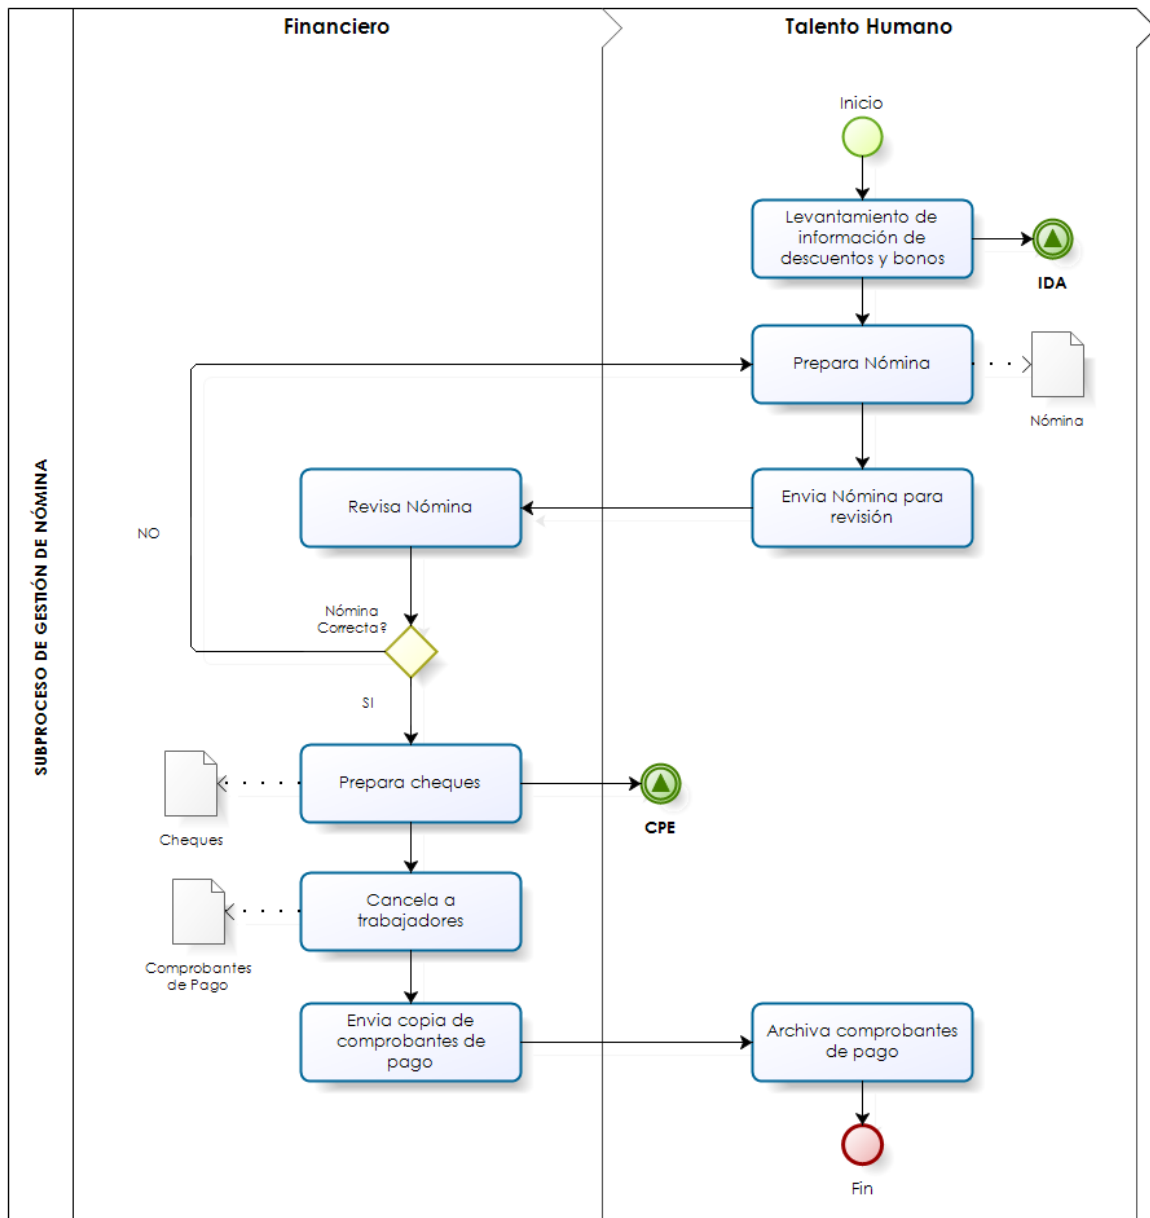 Financiero
Talento Humano
SUBPROCESO DE GESTIÓN DE NÓMINA
Inicio
Levantamiento de
información de
descuentos y bonos
IDA
Prepara Nómina
Nómina
Envia Nómina para
revisión
Revisa Nómina
NO
Nómina
Correcta?
SI
Prepara cheques
Cheques
CPE
Cancela a
trabajadores
Comprobantes
de Pago
Envia copia de
comprobantes de
pago
Archiva comprobantes
de pago
Fin